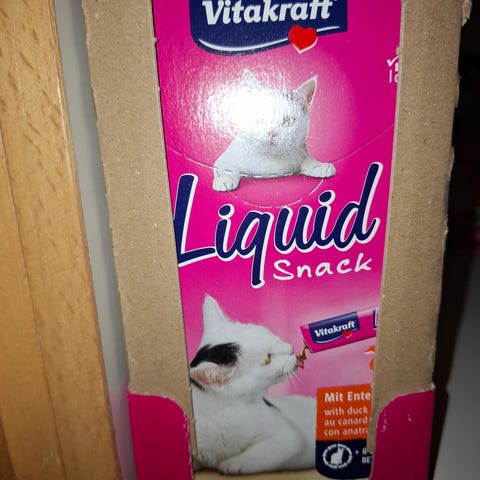 Vitakraft
Liquid
Snack
Vitakraft
Mit Ente
with duck
au canard
con anatra